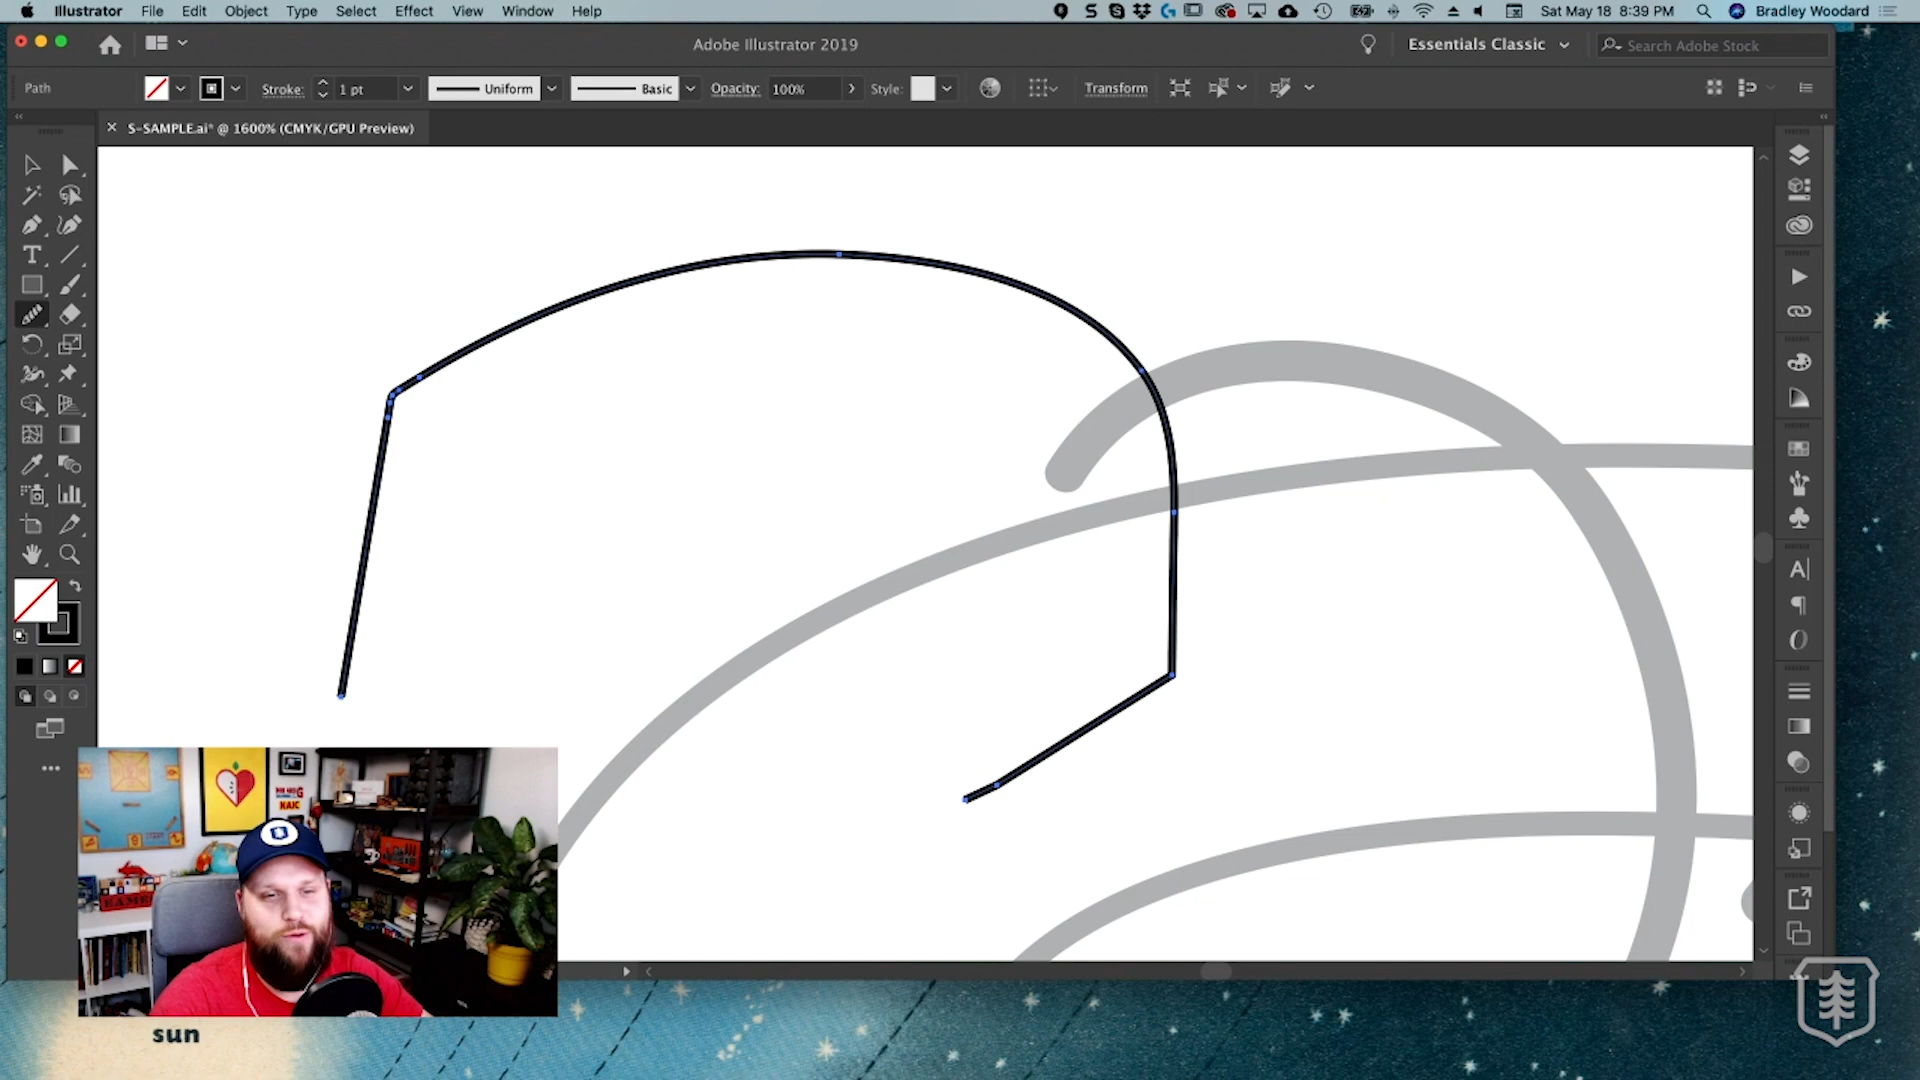 Illustrator File Edit Object Type Select Effect View Window Help
Sat May 18 8:39 PM Bradley Woodard
Adobe Illustrator 2019
Essentials Classic
Search Adobe Stock
Path
Stroke: 1 pt
Uniform
Basic
Opacity: 100%
Style:
Transform
S-SAMPLE.ai* @ 1600% (CMYK/GPU Preview)
sun